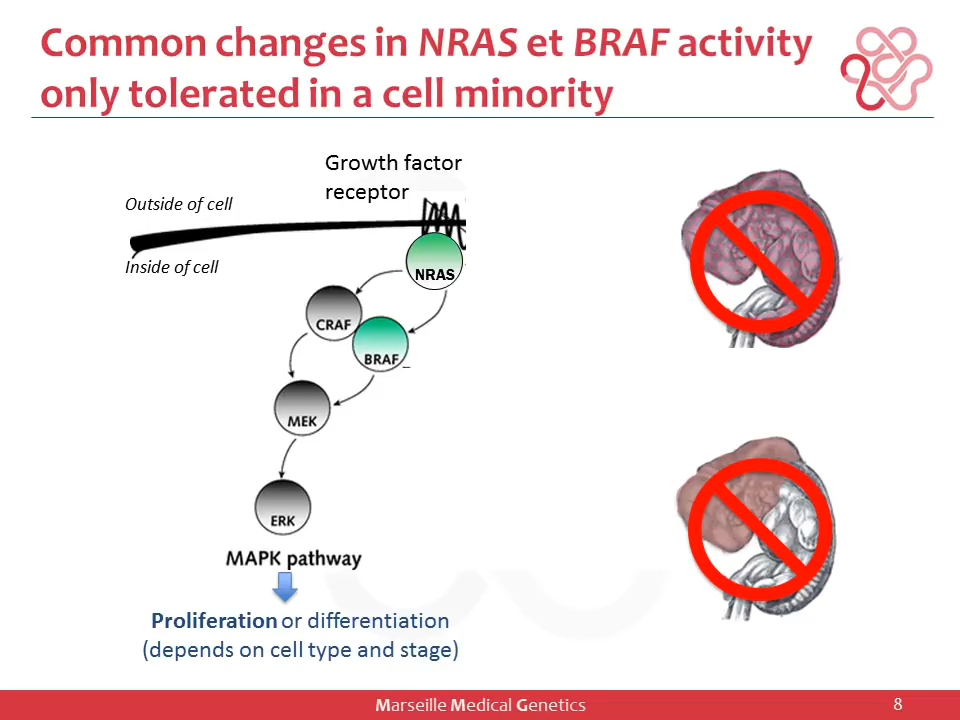 Common changes in NRAS et BRAF activity
only tolerated in a cell minority
Growth factor
receptor
Outside of cell
Inside of cell
NRAS
CRAF
BRAF
MEK
ERK
MAPK pathway
Proliferation or differentiation
(depends on cell type and stage)
Marseille Medical Genetics
8